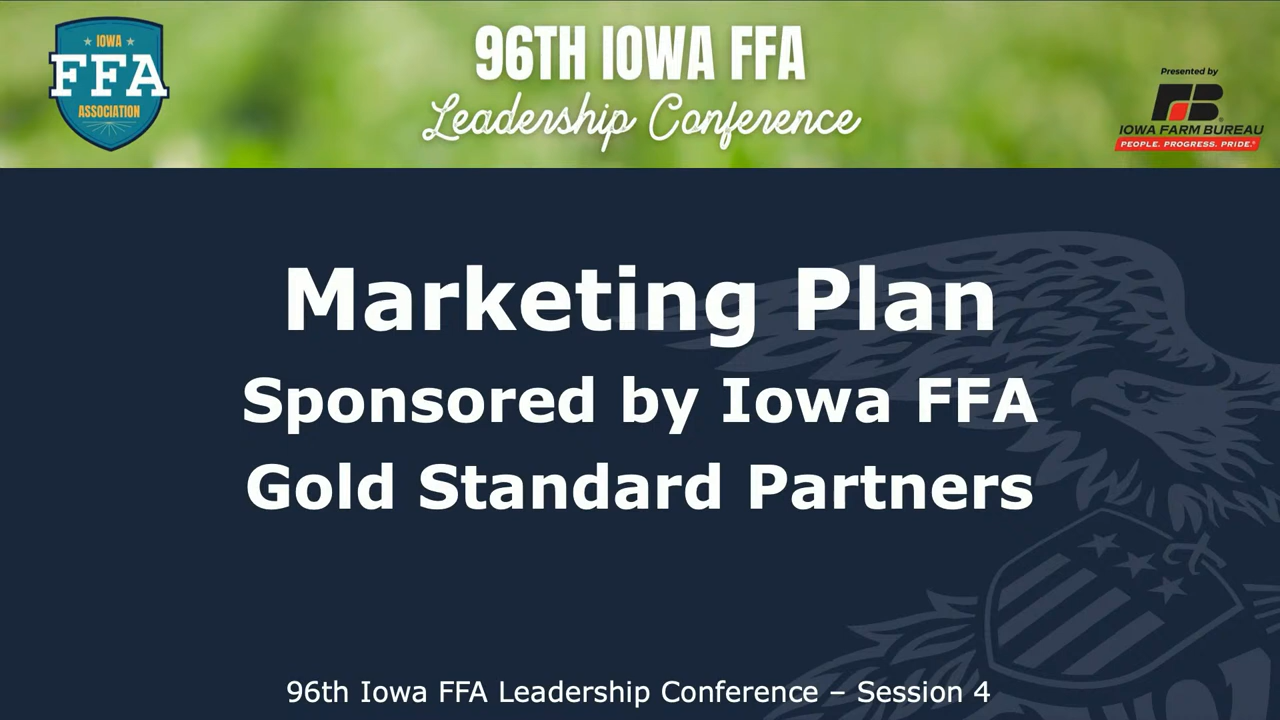 IOWA
FFA
ASSOCIATION
96TH IOWA FFA
Leadership Conference
Presented by
FB
IOWA FARM BUREAU
PEOPLE. PROGRESS. PRIDE.®
Marketing Plan
Sponsored by Iowa FFA
Gold Standard Partners
96th Iowa FFA Leadership Conference – Session 4